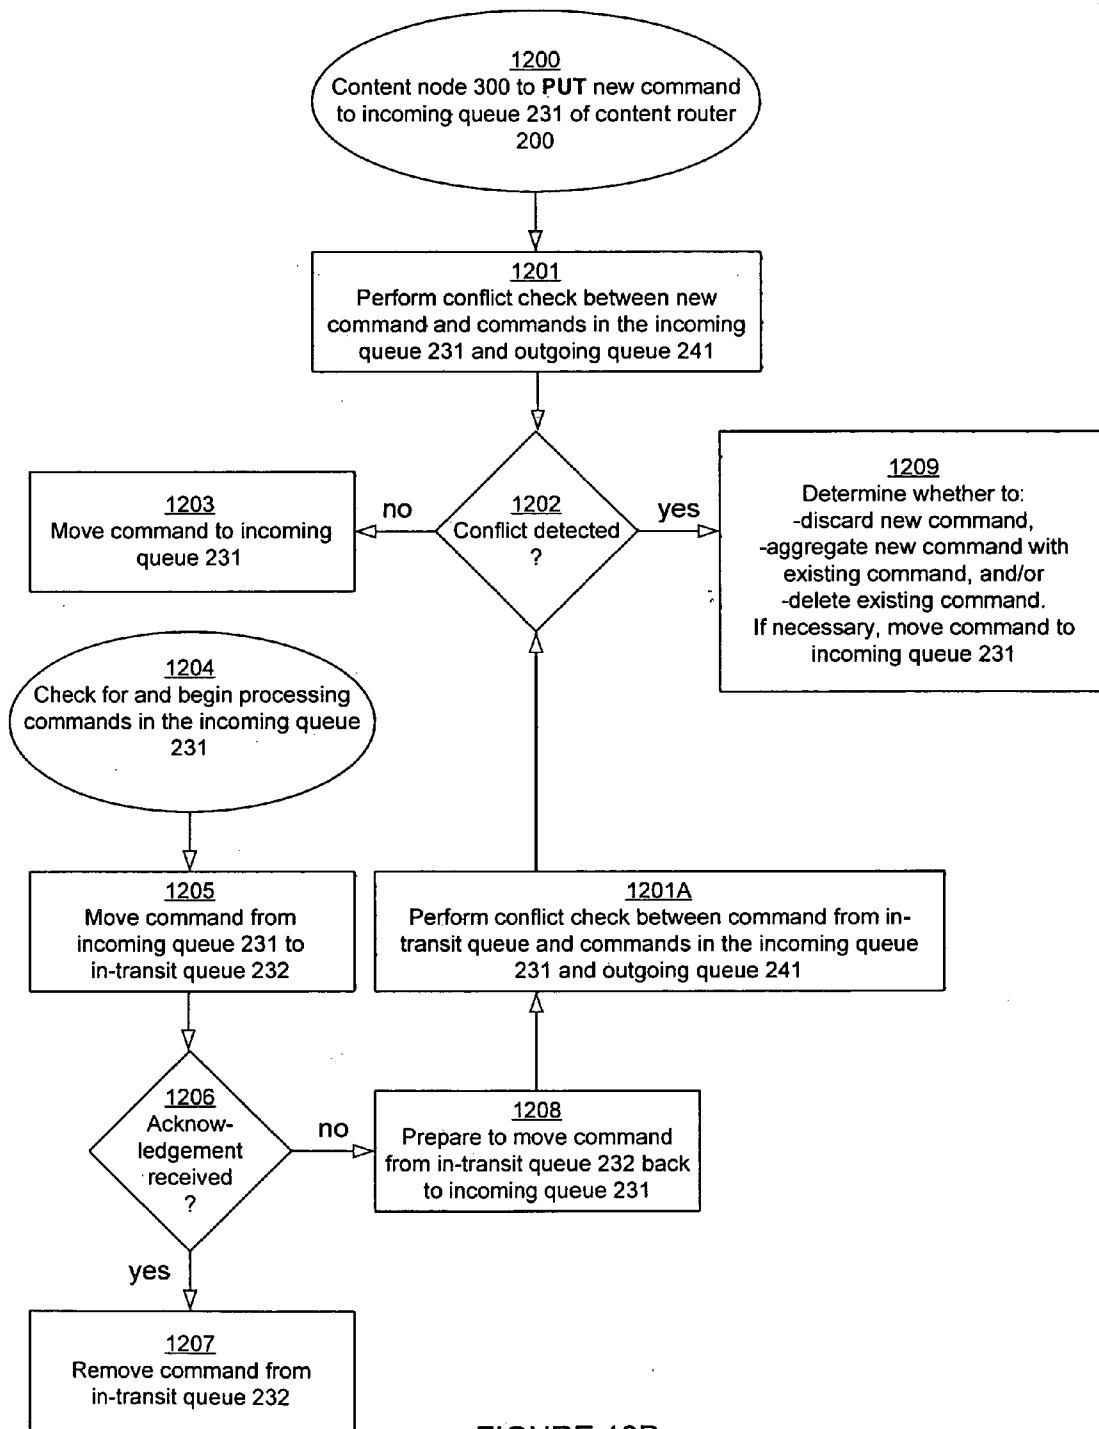 1200
Content node 300 to PUT new command
to incoming queue 231 of content router
200
1201
Perform conflict check between new
command and commands in the incoming
queue 231 and outgoing queue 241
1202
Conflict detected
?
no
yes
1203
Move command to incoming
queue 231
1209
Determine whether to:
-discard new command,
-aggregate new command with
existing command, and/or
-delete existing command.
If necessary, move command to
incoming queue 231
1204
Check for and begin processing
commands in the incoming queue
231
1205
Move command from
incoming queue 231 to
in-transit queue 232
1201A
Perform conflict check between command from in-
transit queue and commands in the incoming queue
231 and outgoing queue 241
1206
Acknow-
ledgement
received
?
no
yes
1208
Prepare to move command
from in-transit queue 232 back
to incoming queue 231
1207
Remove command from
in-transit queue 232